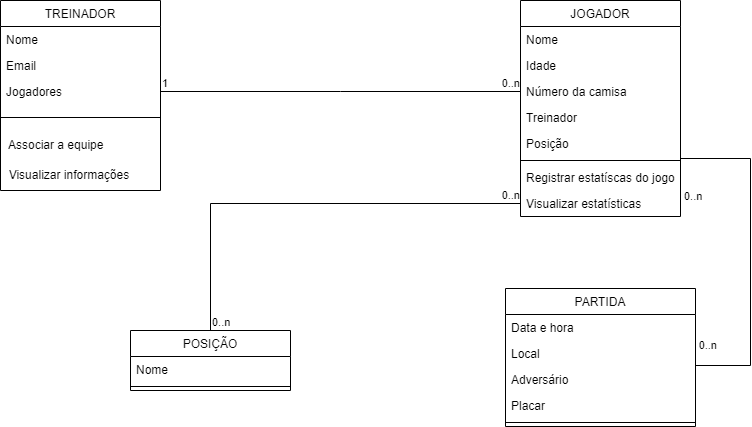 TREINADOR
Nome
Email
Jogadores
Associar a equipe
Visualizar informações
1
0..n
JOGADOR
Nome
Idade
Número da camisa
Treinador
Posição
Registrar estatíscas do jogo
Visualizar estatísticas
0..n
0..n
0..n
POSIÇÃO
Nome
PARTIDA
Data e hora
Local
Adversário
Placar
0..n